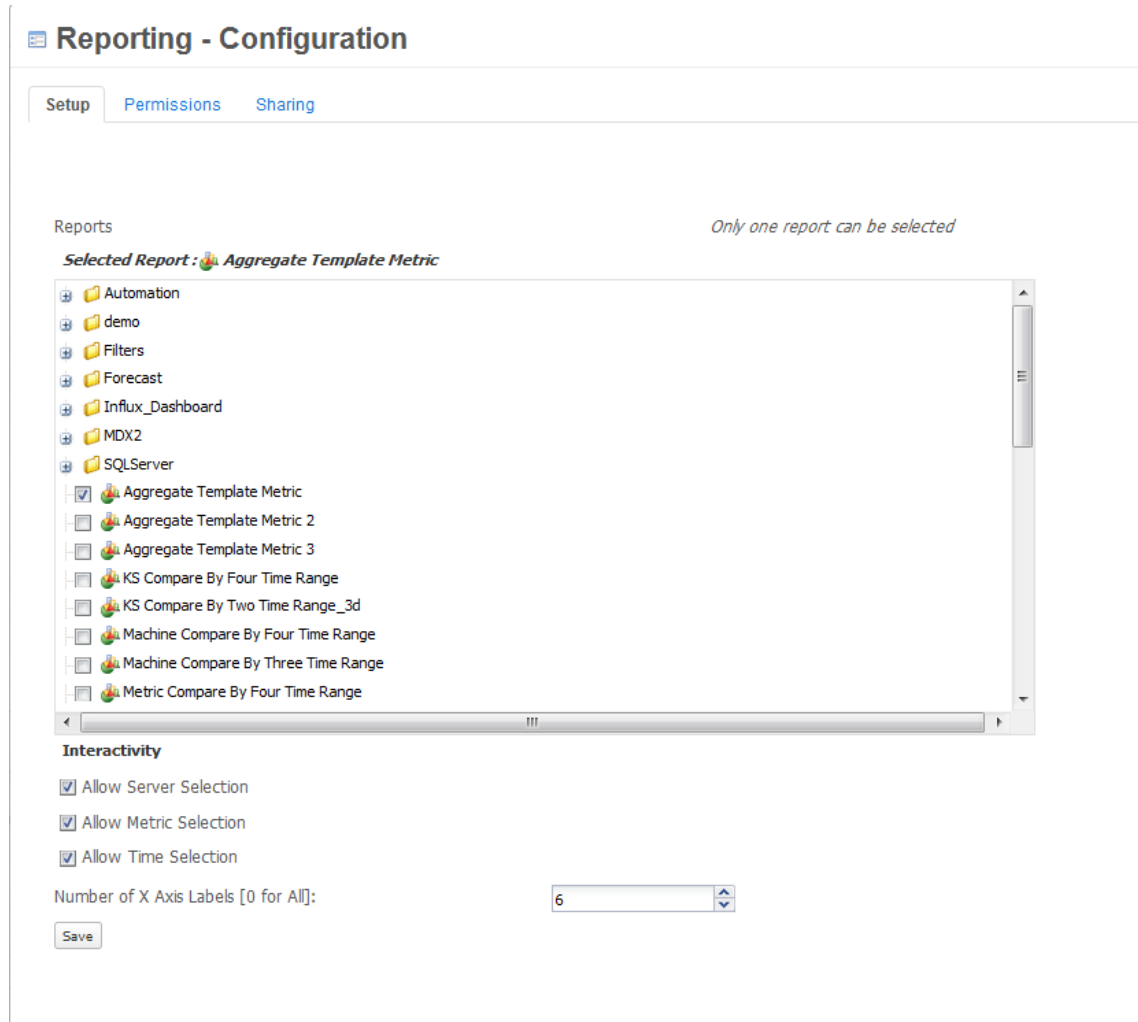 Reporting - Configuration
Setup Permissions Sharing
Reports Only one report can be selected
Selected Report : Aggregate Template Metric
Automation
demo
Filters
Forecast
Influx_Dashboard
MDX2
SQLServer
Aggregate Template Metric
Aggregate Template Metric 2
Aggregate Template Metric 3
KS Compare By Four Time Range
KS Compare By Two Time Range_3d
Machine Compare By Four Time Range
Machine Compare By Three Time Range
Metric Compare By Four Time Range
Interactivity
Allow Server Selection
Allow Metric Selection
Allow Time Selection
Number of X Axis Labels [0 for All]: 6
Save